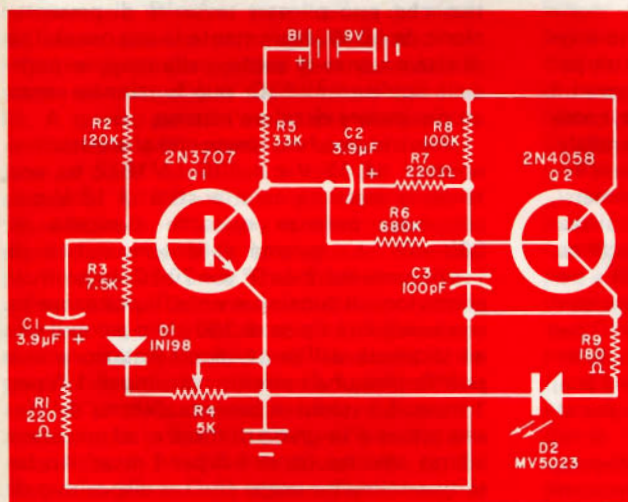 B1 9V
+
R2
120K
R5
33K
C2
3.9µF
+
R7
220Ω
R8
100K
2N3707
Q1
2N4058
Q2
R6
680K
R3
7.5K
C3
100pF
C1
3.9µF
+
D1
1N198
R9
180
Ω
R4
5K
R1
220
Ω
D2
MV5023